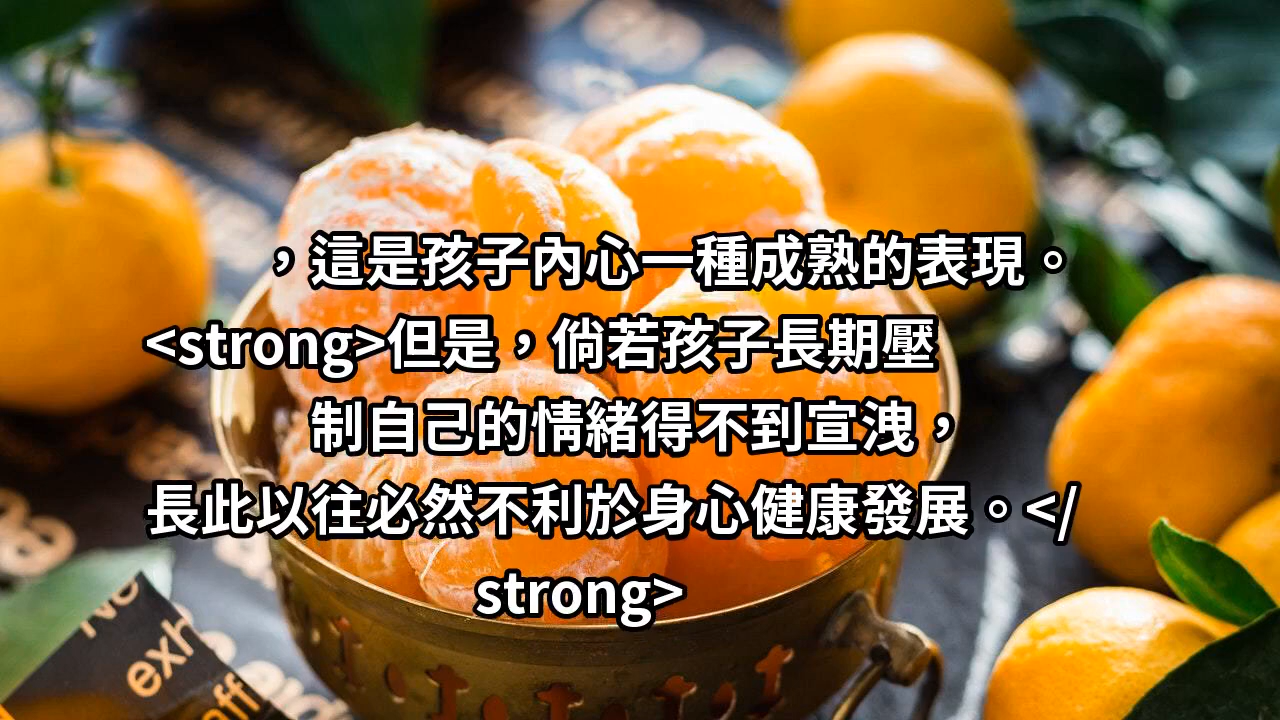 ，這是孩子內心一種成熟的表現。
<strong>但是，倘若孩子長期壓
制自己的情緒得不到宣洩，
長此以往必然不利於身心健康發展。</
strong>
exh